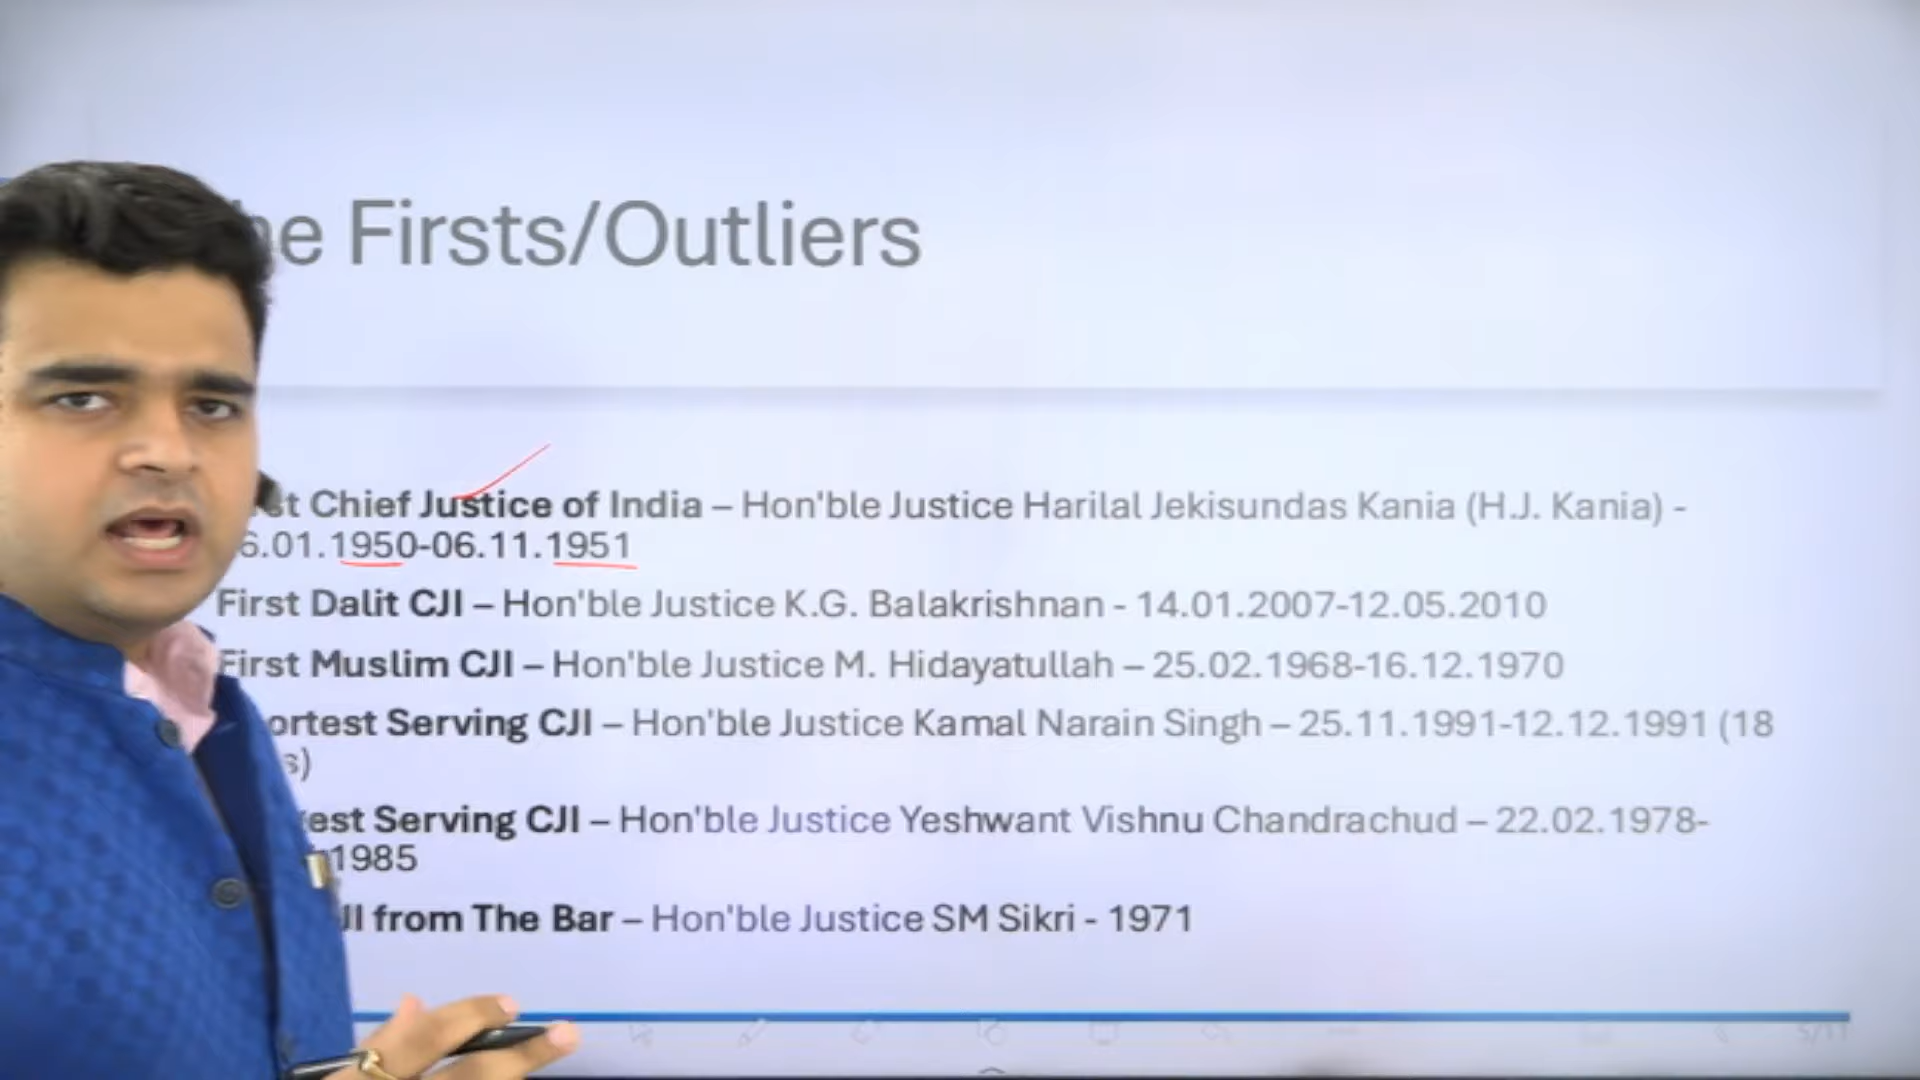 he Firsts/Outliers
st Chief Justice of India – Hon'ble Justice Harilal Jekisundas Kania (H.J. Kania) -
6.01.1950-06.11.1951
First Dalit CJI – Hon'ble Justice K.G. Balakrishnan - 14.01.2007-12.05.2010
First Muslim CJI – Hon'ble Justice M. Hidayatullah – 25.02.1968-16.12.1970
ortest Serving CJI – Hon'ble Justice Kamal Narain Singh – 25.11.1991-12.12.1991 (18
s)
est Serving CJI – Hon'ble Justice Yeshwant Vishnu Chandrachud – 22.02.1978-
1985
JI from The Bar – Hon'ble Justice SM Sikri - 1971
5/11